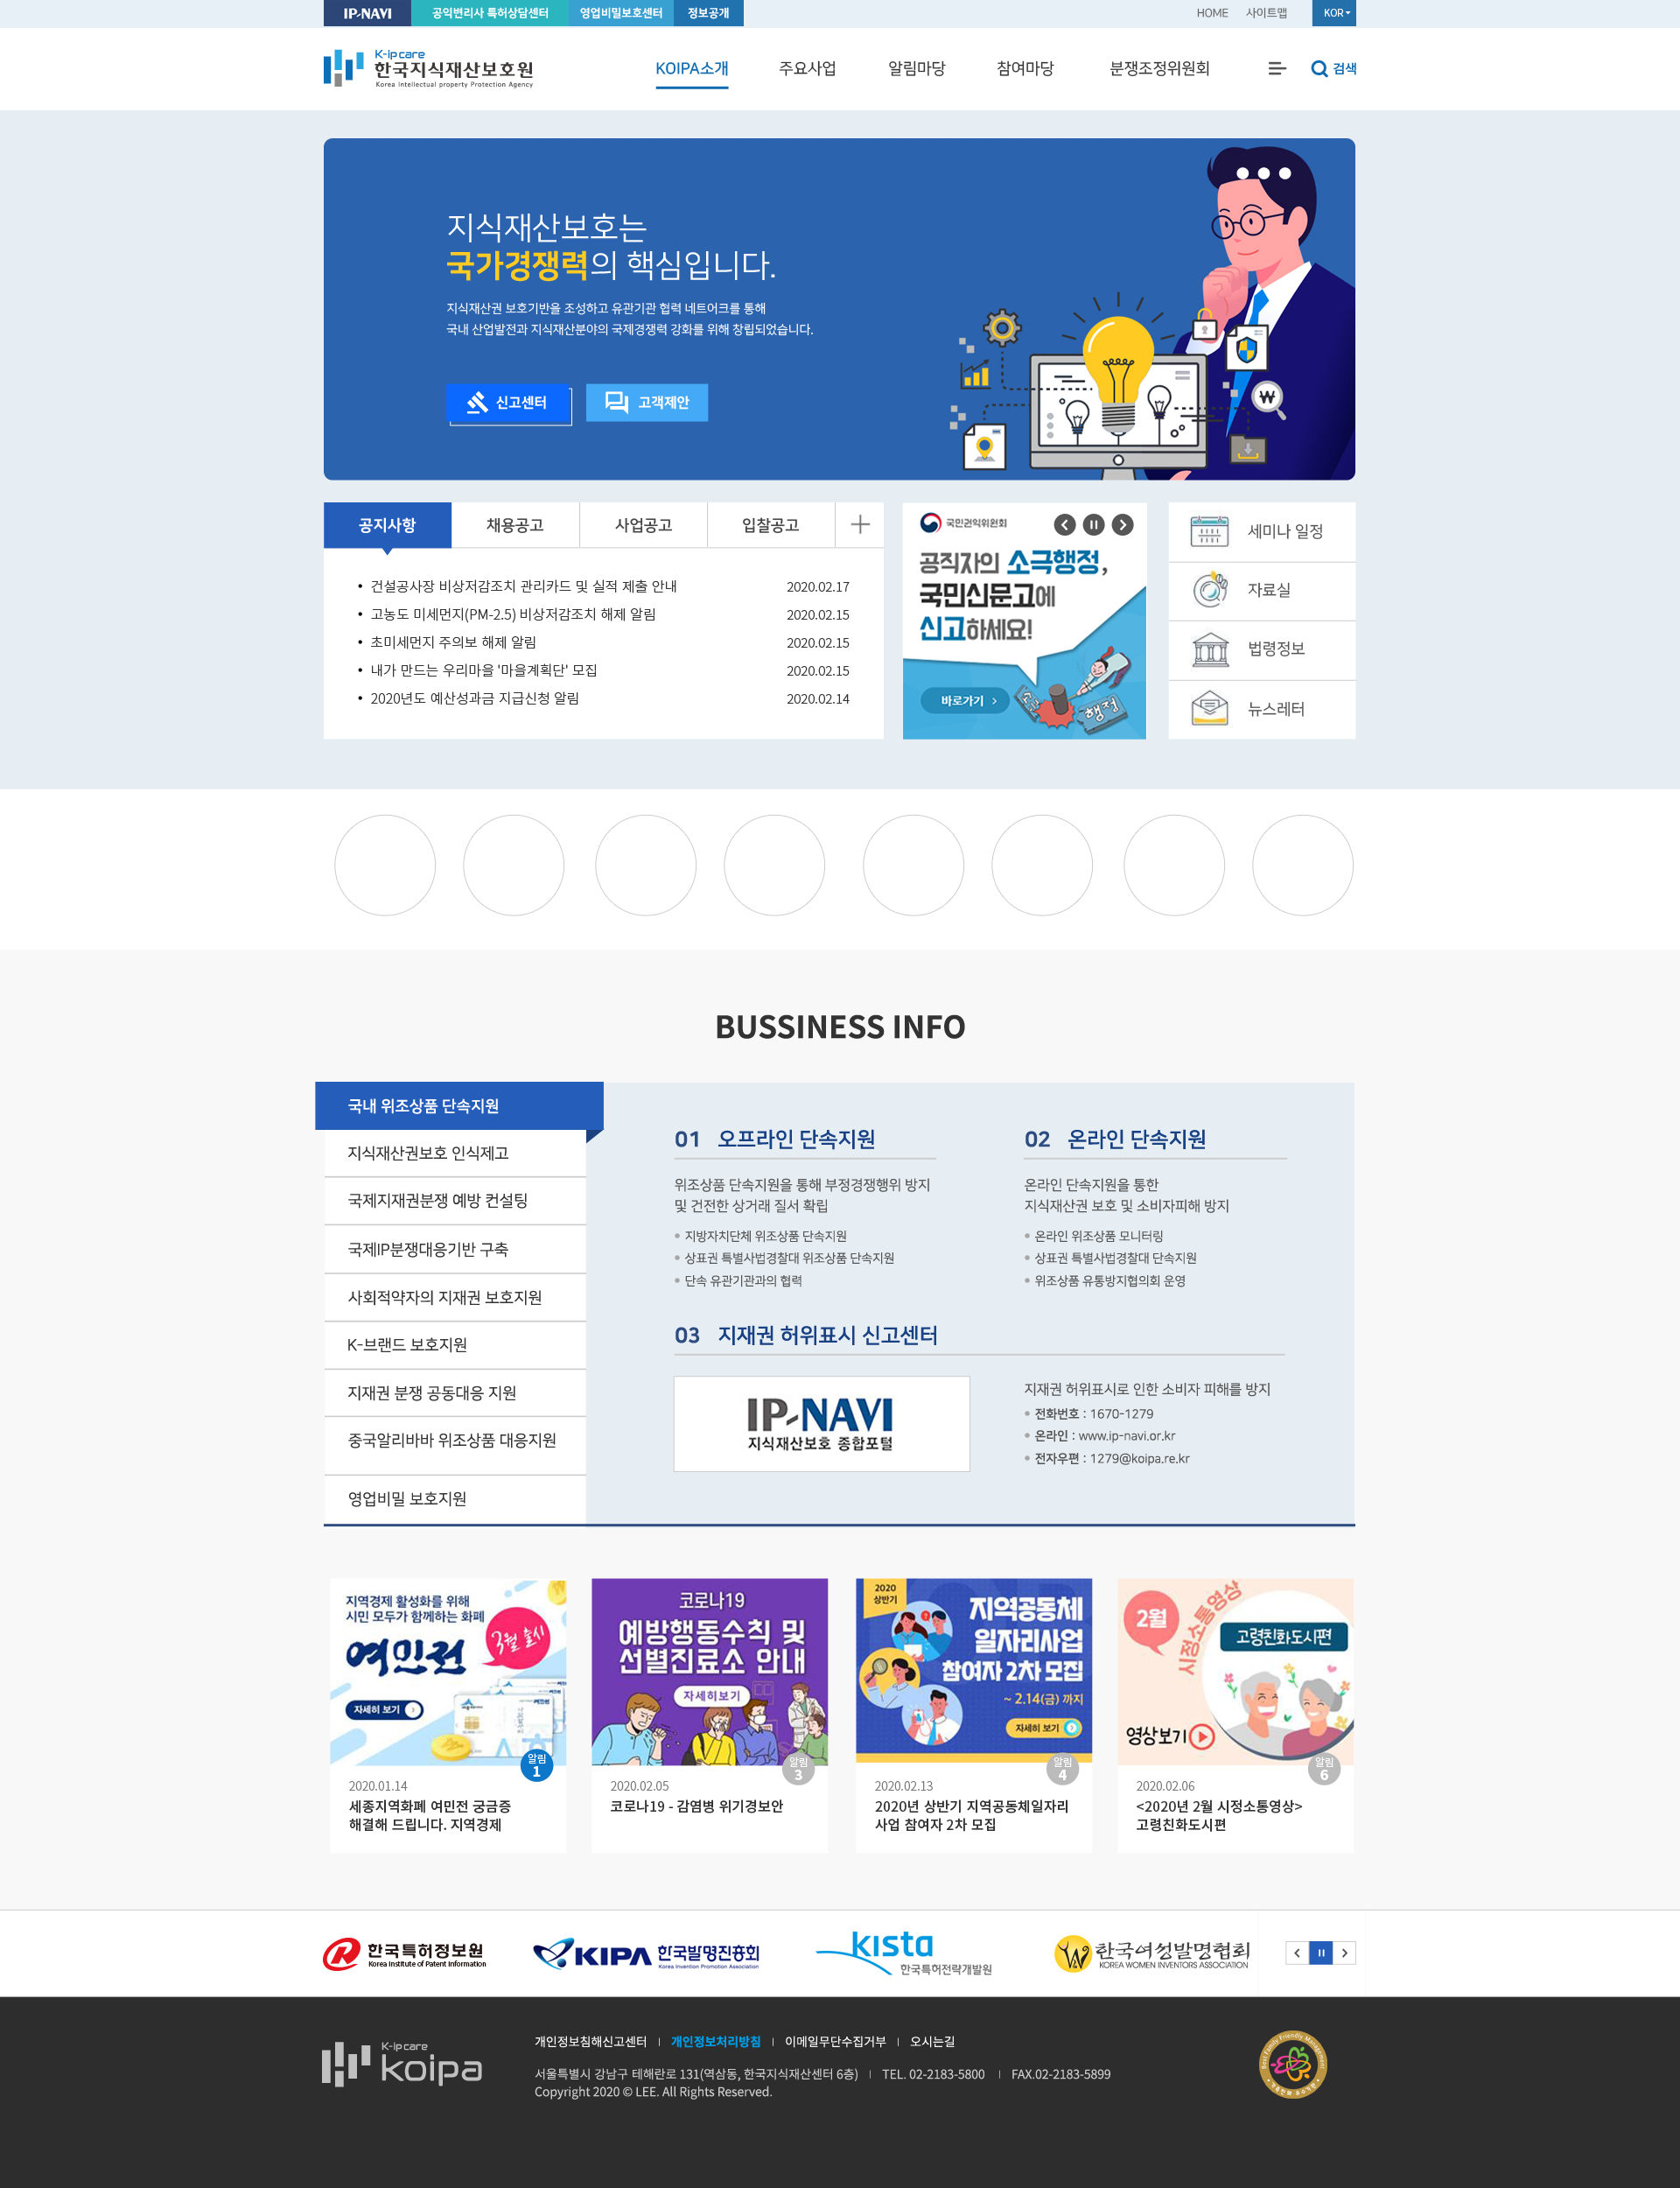 IP-NAVI
공익변리사 특허상담센터
영업비밀보호센터
정보공개
HOME
사이트맵
KOR
K-ip care
한국지식재산보호원
Korea Intellectual property Protection Agency
KOIPA소개
주요사업
알림마당
참여마당
분쟁조정위원회
검색
지식재산보호는
국가경쟁력의 핵심입니다.
지식재산권 보호기반을 조성하고 유관기관 협력 네트어크를 통해
국내 산업발전과 지식재산분야의 국제경쟁력 강화를 위해 창립되었습니다.
신고센터
고객제안
공지사항
채용공고
사업공고
입찰공고
건설공사장 비상저감조치 관리카드 및 실적 제출 안내 2020.02.17
고농도 미세먼지(PM-2.5) 비상저감조치 해제 알림 2020.02.15
초미세먼지 주의보 해제 알림 2020.02.15
내가 만드는 우리마을 '마을계획단' 모집 2020.02.15
2020년도 예산성과금 지급신청 알림 2020.02.14
국민권익위원회
공직자의 소극행정,
국민신문고에
신고하세요!
바로가기
행정
세미나 일정
자료실
법령정보
뉴스레터
BUSSINESS INFO
국내 위조상품 단속지원
지식재산권보호 인식제고
국제지재권분쟁 예방 컨설팅
국제IP분쟁대응기반 구축
사회적약자의 지재권 보호지원
K-브랜드 보호지원
지재권 분쟁 공동대응 지원
중국알리바바 위조상품 대응지원
영업비밀 보호지원
01 오프라인 단속지원
위조상품 단속지원을 통해 부정경쟁행위 방지
및 건전한 상거래 질서 확립
지방자치단체 위조상품 단속지원
상표권 특별사법경찰대 위조상품 단속지원
단속 유관기관과의 협력
02 온라인 단속지원
온라인 단속지원을 통한
지식재산권 보호 및 소비자피해 방지
온라인 위조상품 모니터링
상표권 특별사법경찰대 단속지원
위조상품 유통방지협의회 운영
03 지재권 허위표시 신고센터
IP-NAVI
지식재산보호 종합포털
지재권 허위표시로 인한 소비자 피해를 방지
전화번호 : 1670-1279
온라인 : www.ip-navi.or.kr
전자우편 : 1279@koipa.re.kr
지역경제 활성화를 위해
시민 모두가 함께하는 화폐
여민전
3월 출시
자세히 보기
알림
1
2020.01.14
세종지역화폐 여민전 궁금증
해결해 드립니다. 지역경제
코로나19
예방행동수칙 및
선별진료소 안내
자세히보기
알림
3
2020.02.05
코로나19 - 감염병 위기경보안
2020
상반기
지역공동체
일자리사업
참여자 2차 모집
~ 2.14(금) 까지
자세히 보기
알림
4
2020.02.13
2020년 상반기 지역공동체일자리
사업 참여자 2차 모집
2월
시정소통영상
고령친화도시편
영상보기
알림
6
2020.02.06
<2020년 2월 시정소통영상>
고령친화도시편
한국특허정보원
Korea Institute of Patent Information
KIPA 한국발명진흥회
Korea Invention Promotion Association
kista
한국특허전략개발원
한국여성발명협회
KOREA WOMEN INVENTORS ASSOCIATION
K-ip care
koipa
개인정보침해신고센터
개인정보처리방침
이메일무단수집거부
오시는길
서울특별시 강남구 테해란로 131(역삼동, 한국지식재산센터 6층)
TEL. 02-2183-5800
FAX.02-2183-5899
Copyright 2020 © LEE. All Rights Reserved.
Best Family Friendly Management